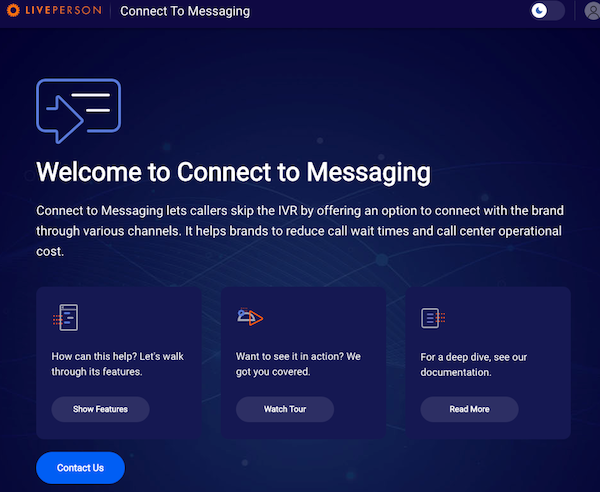 LIVEPERSON Connect To Messaging
Welcome to Connect to Messaging
Connect to Messaging lets callers skip the IVR by offering an option to connect with the brand
through various channels. It helps brands to reduce call wait times and call center operational
cost.
How can this help? Let's walk
through its features.
Show Features
Want to see it in action? We
got you covered.
Watch Tour
For a deep dive, see our
documentation.
Read More
Contact Us